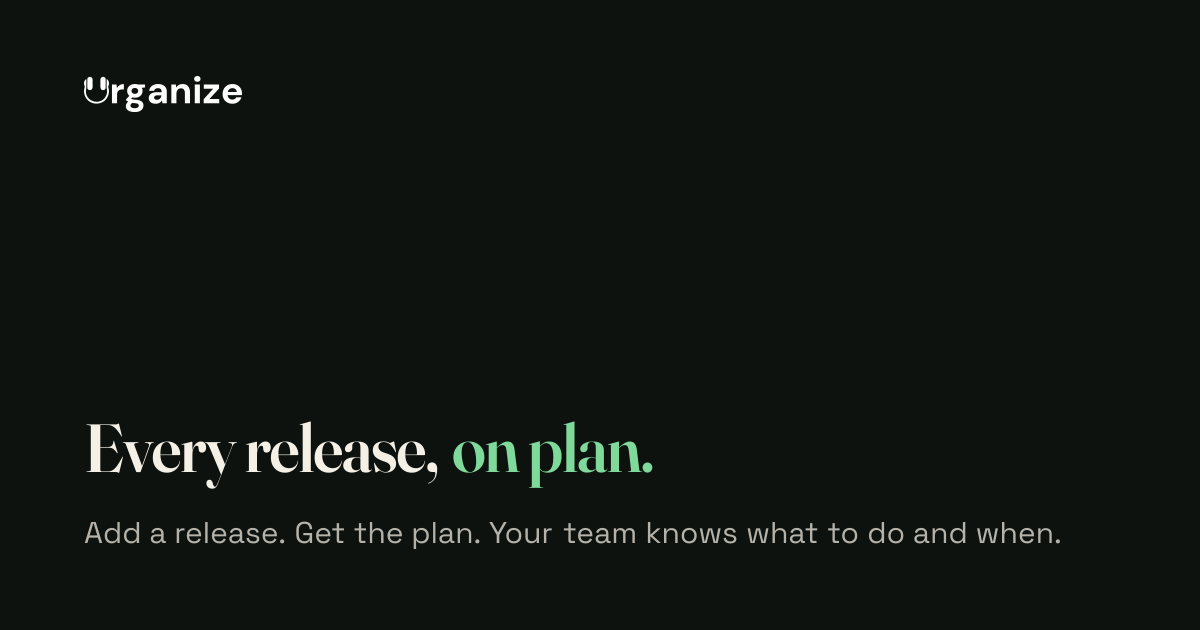 Urganize
Every release, on plan.
Add a release. Get the plan. Your team knows what to do and when.